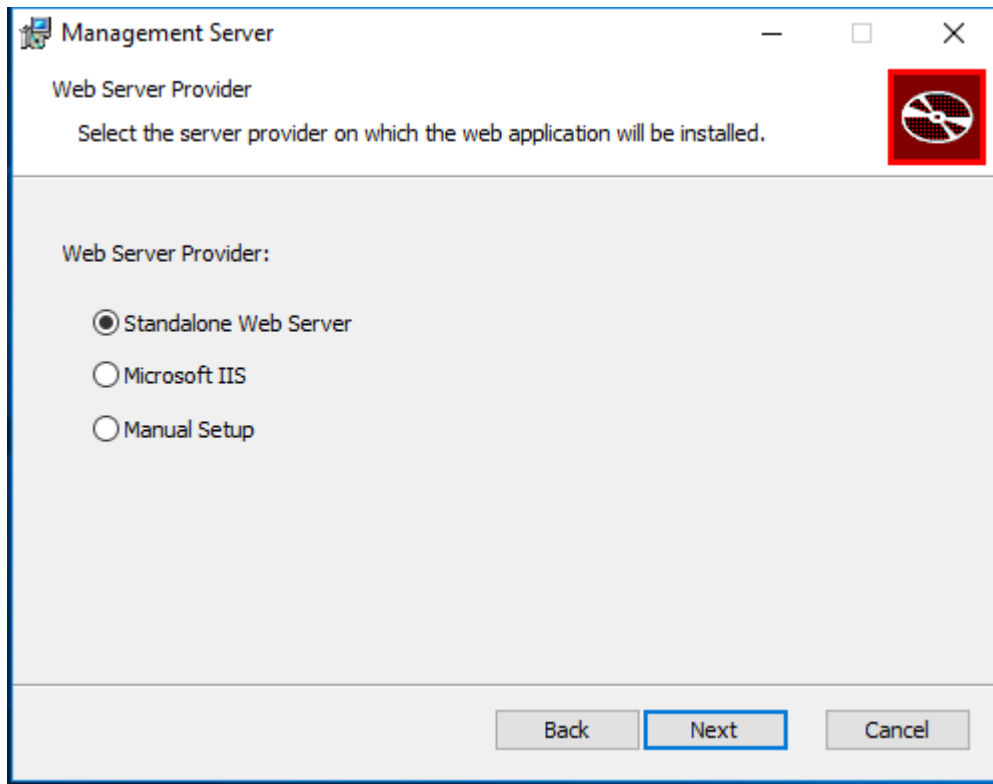 Management Server
Web Server Provider
Select the server provider on which the web application will be installed.
Web Server Provider:
Standalone Web Server
Microsoft IIS
Manual Setup
Back Next Cancel